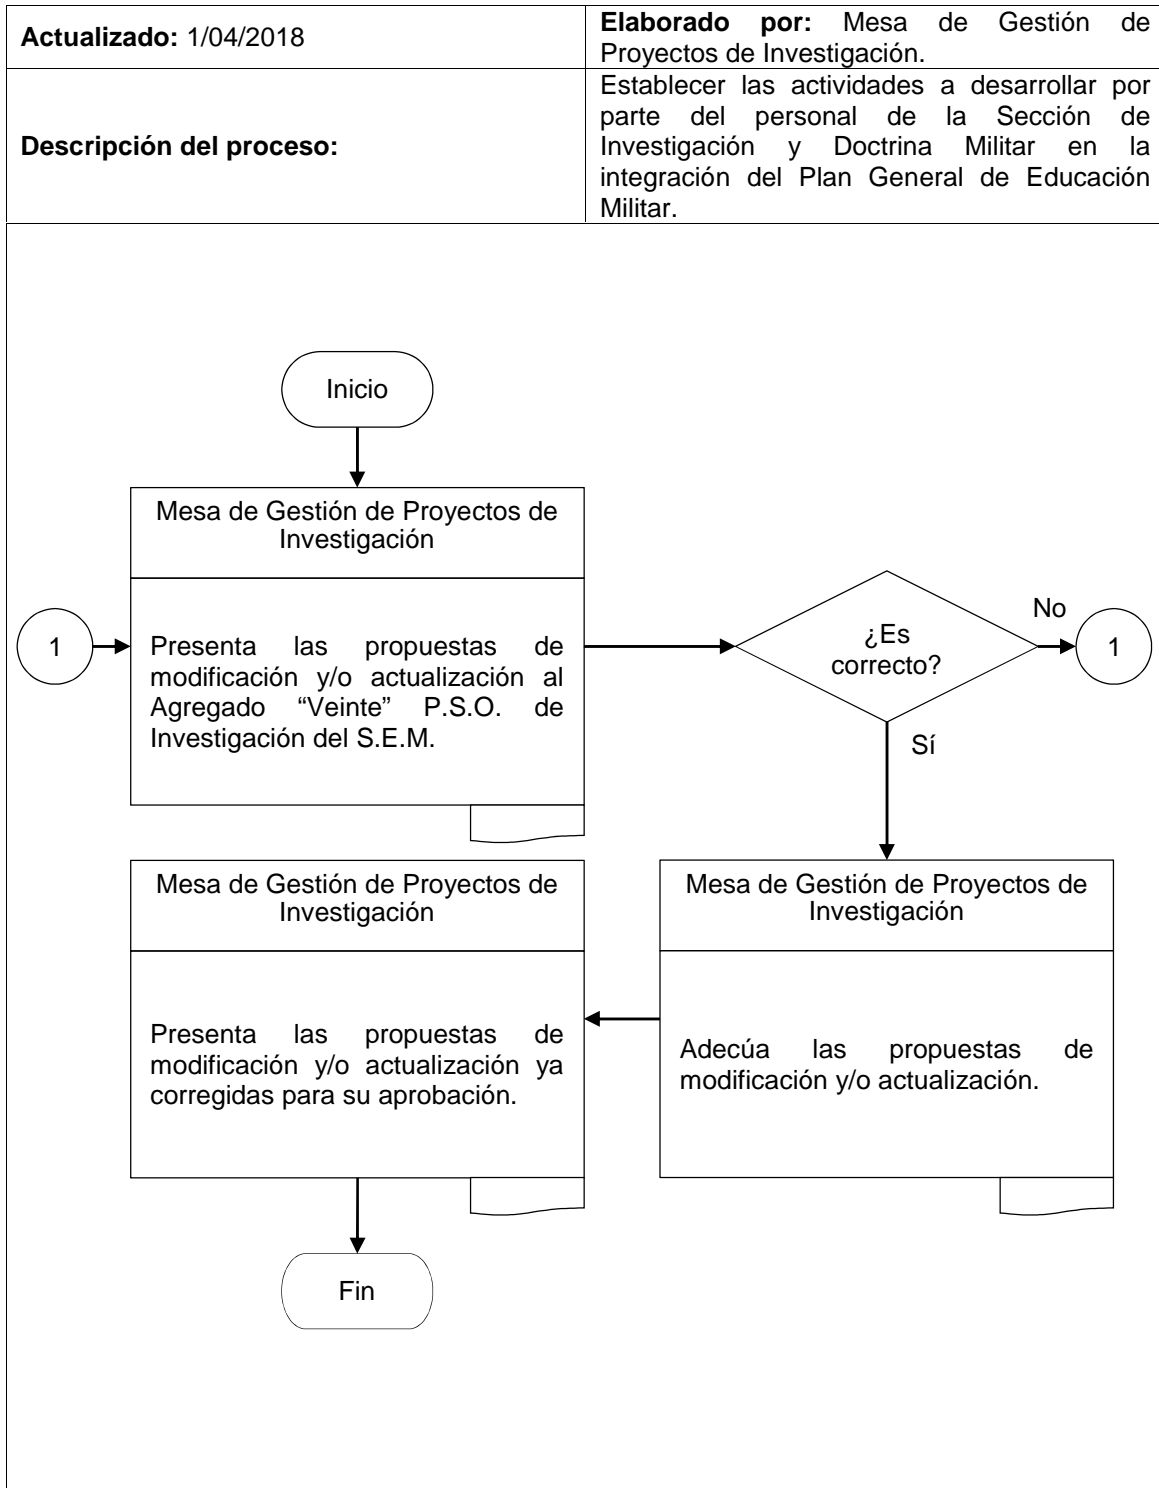 Actualizado: 1/04/2018
Elaborado por: Mesa de Gestión de
Proyectos de Investigación.
Descripción del proceso:
Establecer las actividades a desarrollar por
parte del personal de la Sección de
Investigación y Doctrina Militar en la
integración del Plan General de Educación
Militar.
Inicio
Mesa de Gestión de Proyectos de
Investigación
1
Presenta las propuestas de
modificación y/o actualización al
Agregado “Veinte” P.S.O. de
Investigación del S.E.M.
¿Es
correcto?
No
1
Sí
Mesa de Gestión de Proyectos de
Investigación
Adecúa las propuestas de
modificación y/o actualización.
Mesa de Gestión de Proyectos de
Investigación
Presenta las propuestas de
modificación y/o actualización ya
corregidas para su aprobación.
Fin